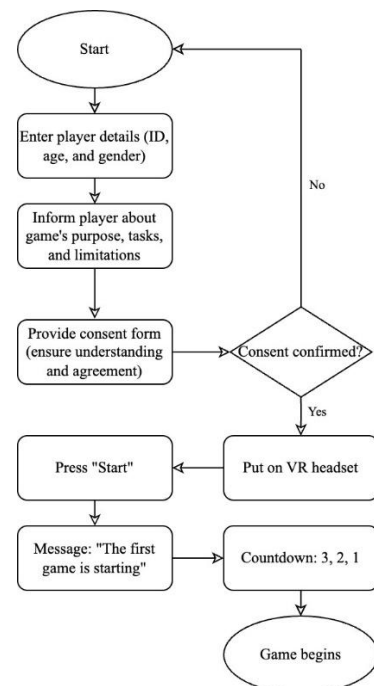 Start
Enter player details (ID,
age, and gender)
No
Inform player about
game's purpose, tasks,
and limitations
Provide consent form
(ensure understanding
and agreement)
Consent confirmed?
Yes
Press "Start"
Put on VR headset
Message: "The first
game is starting"
Countdown: 3, 2, 1
Game begins